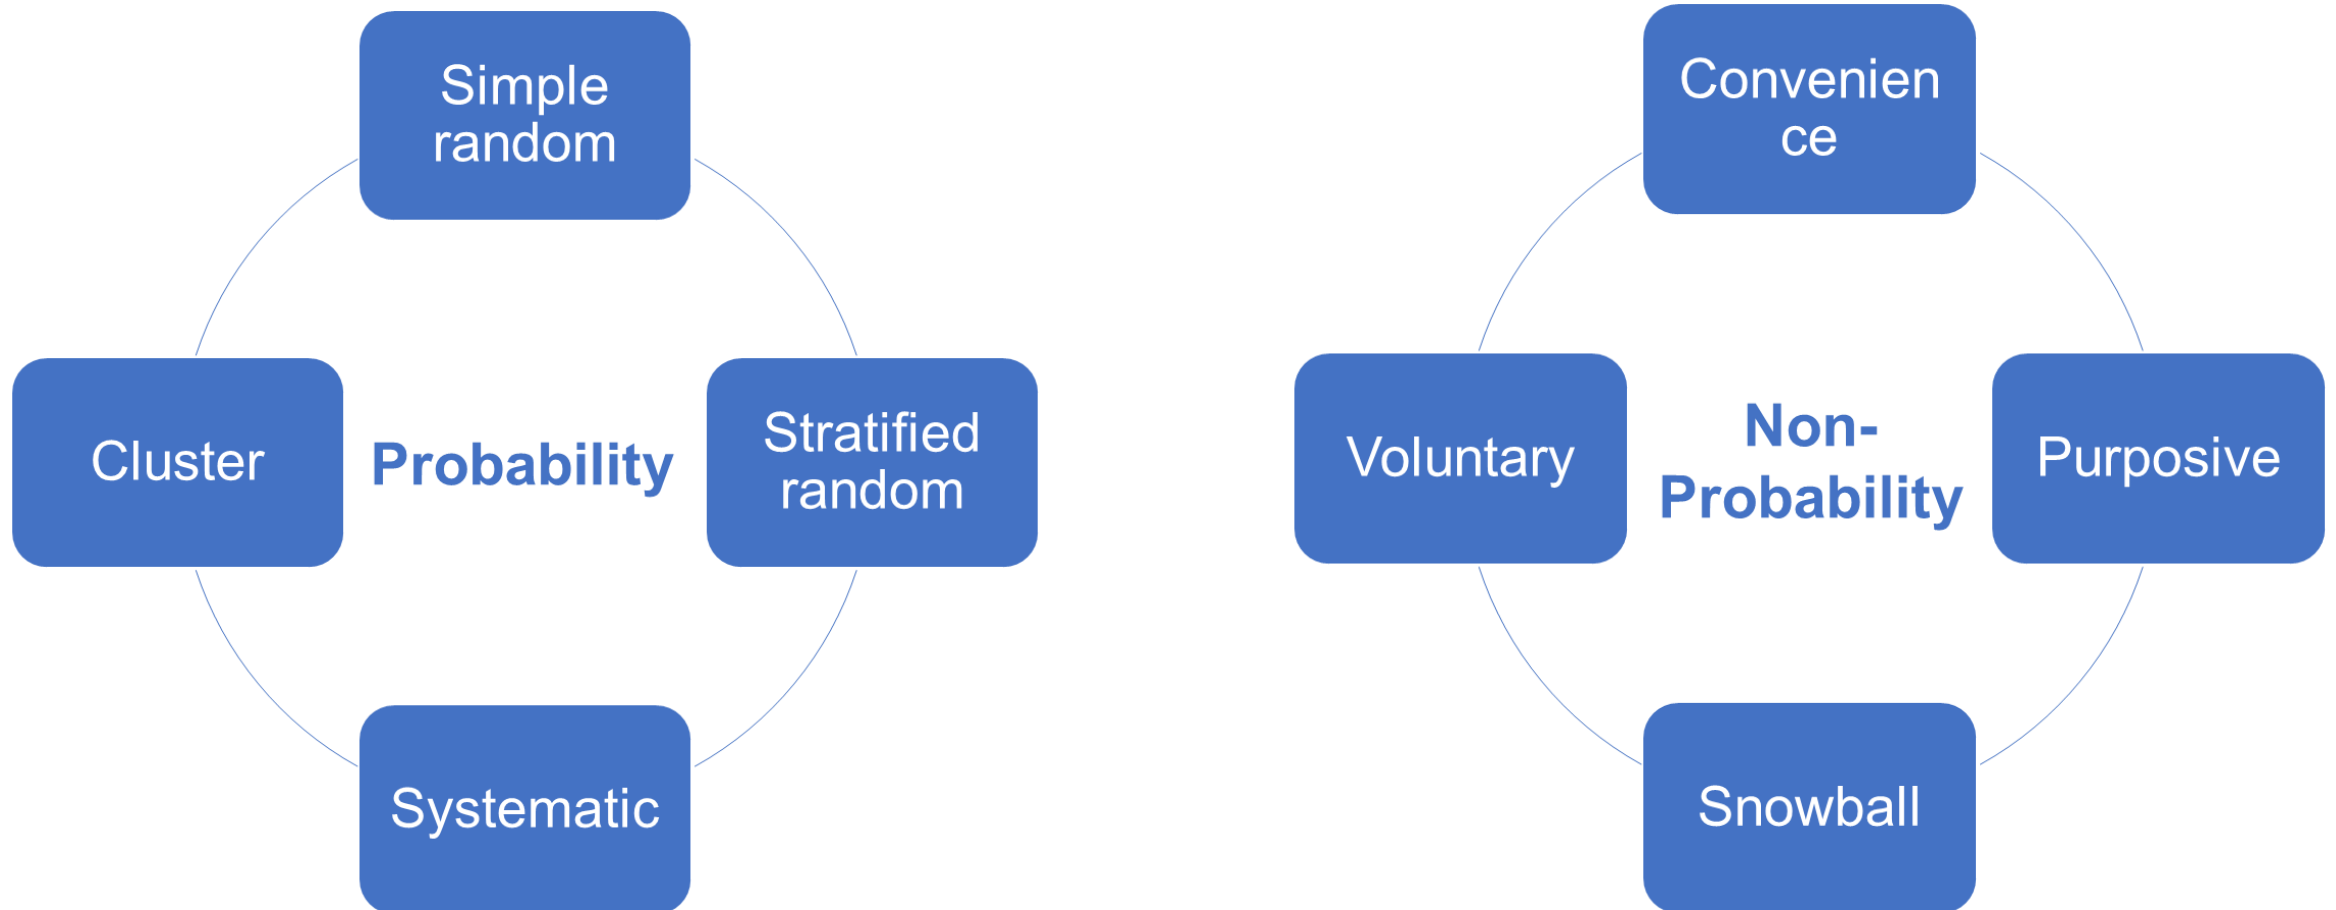 Simple
random
Cluster
Probability
Stratified
random
Systematic
Convenien
ce
Voluntary
Non-
Probability
Purposive
Snowball